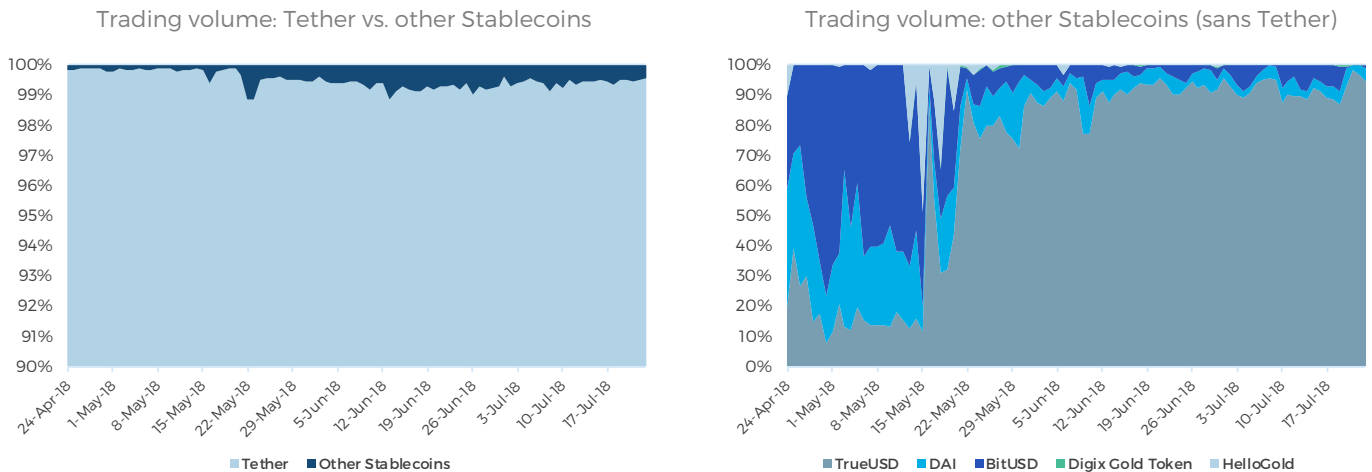 Trading volume: Tether vs. other Stablecoins
100%
99%
98%
97%
96%
95%
94%
93%
92%
91%
90%
24-Apr-18
1-May-18
8-May-18
15-May-18
22-May-18
29-May-18
5-Jun-18
12-Jun-18
19-Jun-18
26-Jun-18
3-Jul-18
10-Jul-18
17-Jul-18
Tether Other Stablecoins
Trading volume: other Stablecoins (sans Tether)
100%
90%
80%
70%
60%
50%
40%
30%
20%
10%
0%
24-Apr-18
1-May-18
8-May-18
15-May-18
22-May-18
29-May-18
5-Jun-18
12-Jun-18
19-Jun-18
26-Jun-18
3-Jul-18
10-Jul-18
17-Jul-18
TrueUSD DAI BitUSD Digix Gold Token HelloGold